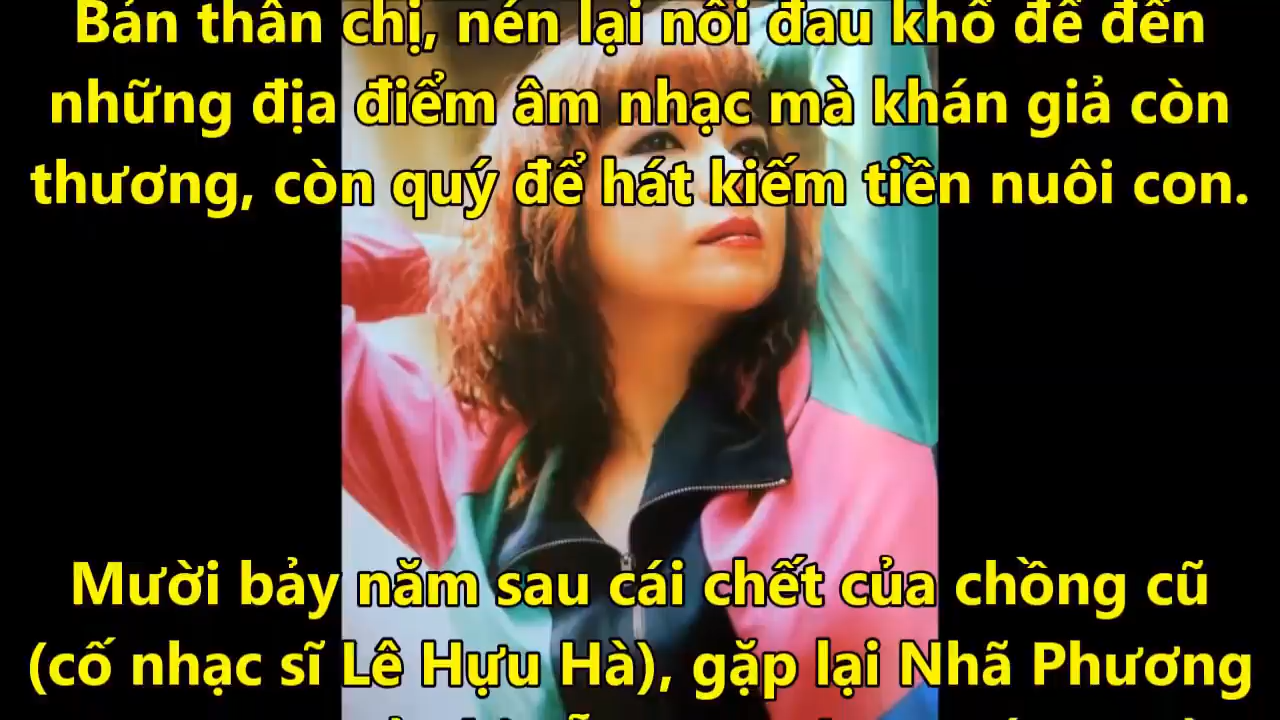 Bản thân chị, nén lại nỗi đau khổ để đến
những địa điểm âm nhạc mà khán giả còn
thương, còn quý để hát kiếm tiền nuôi con.
Mười bảy năm sau cái chết của chồng cũ
(cố nhạc sĩ Lê Hựu Hà), gặp lại Nhã Phương